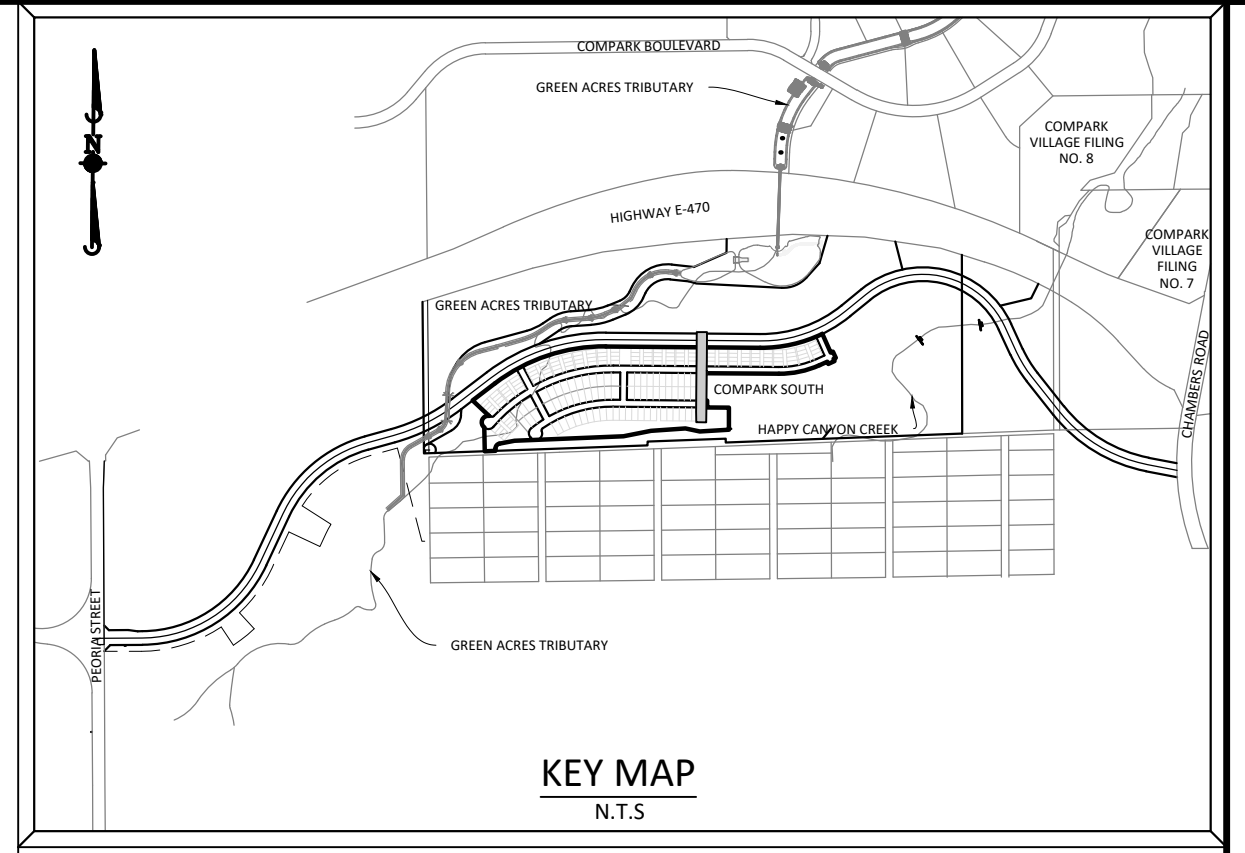 COMPARK BOULEVARD
GREEN ACRES TRIBUTARY
N
COMPARK
VILLAGE FILING
NO. 8
HIGHWAY E-470
COMPARK
VILLAGE
FILING
NO. 7
GREEN ACRES TRIBUTARY
CHAMBERS ROAD
COMPARK SOUTH
HAPPY CANYON CREEK
PEORIA STREET
GREEN ACRES TRIBUTARY
KEY MAP
N.T.S